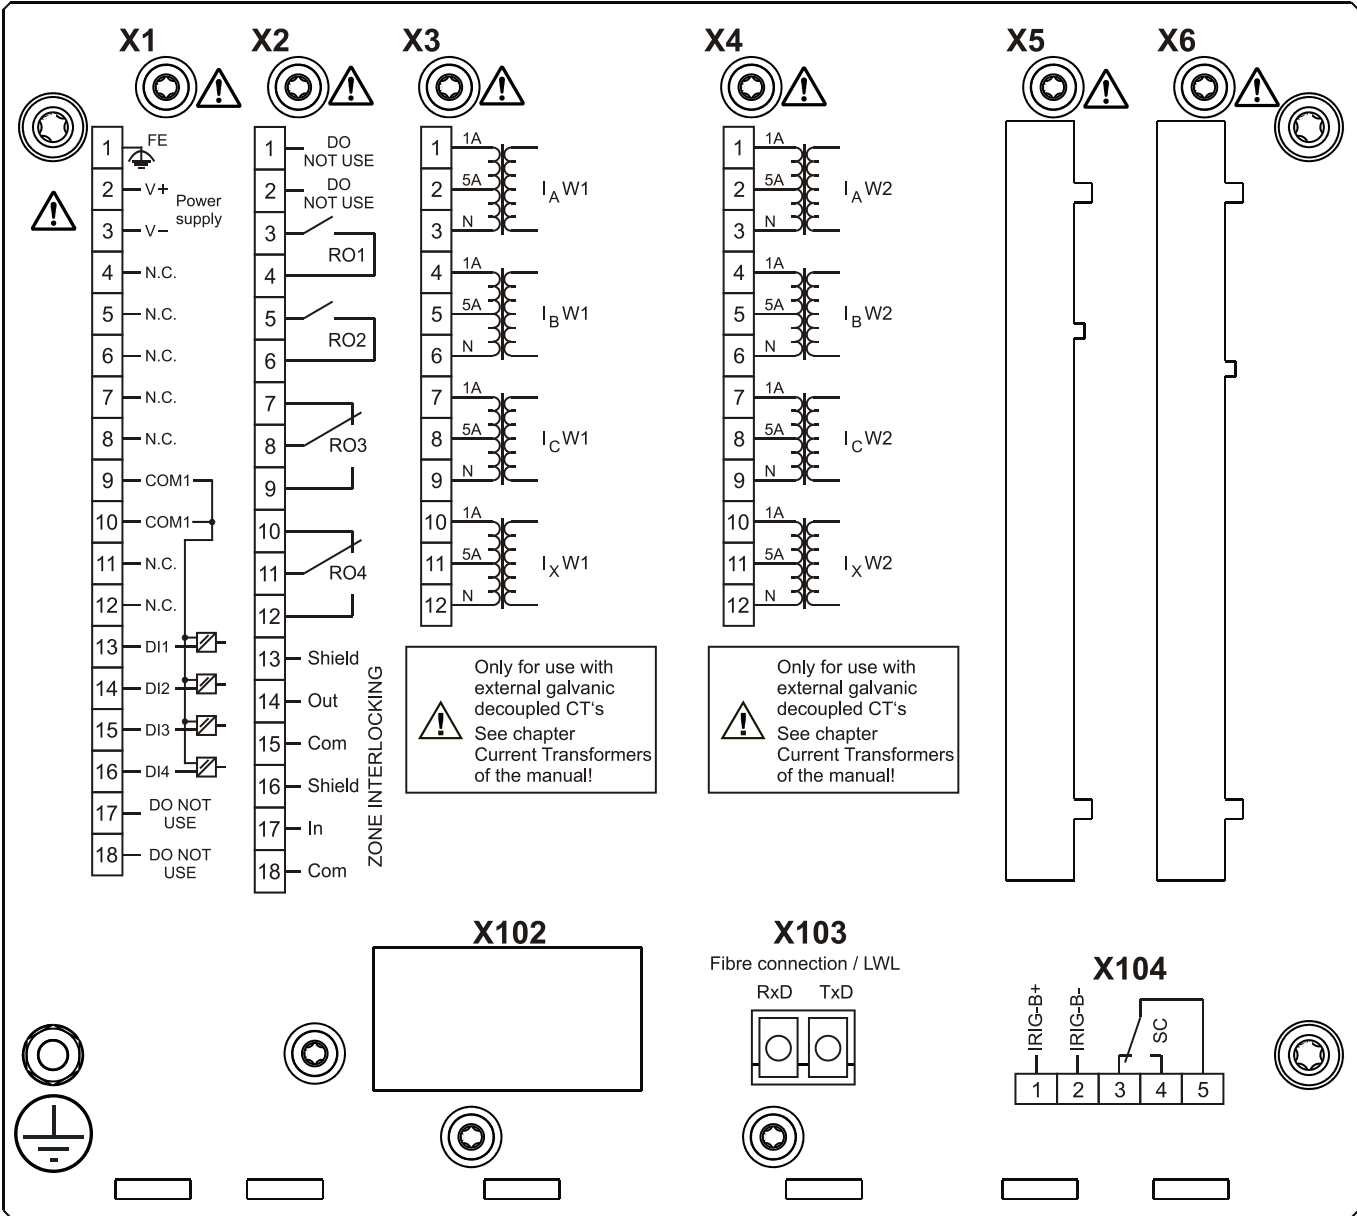 X1
X2
X3
X4
X5
X6
1 FE
2 V+
Power
supply
3 V–
4 N.C.
5 N.C.
6 N.C.
7 N.C.
8 N.C.
9 COM1
10 COM1
11 N.C.
12 N.C.
13 DI1
14 DI2
15 DI3
16 DI4
17 DO NOT
USE
18 DO NOT
USE
1 DO
NOT USE
2 DO
NOT USE
3
RO1
4
5
RO2
6
7
8 RO3
9
10
11 RO4
12
13 Shield
14 Out
15 Com
16 Shield
17 In
18 Com
ZONE INTERLOCKING
1 1A
2 5A IAW1
3 N
4 1A
5 5A IBW1
6 N
7 1A
8 5A ICW1
9 N
10 1A
11 5A IXW1
12 N
Only for use with
external galvanic
decoupled CT‘s
See chapter
Current Transformers
of the manual!
1 1A
2 5A IAW2
3 N
4 1A
5 5A IBW2
6 N
7 1A
8 5A ICW2
9 N
10 1A
11 5A IXW2
12 N
Only for use with
external galvanic
decoupled CT‘s
See chapter
Current Transformers
of the manual!
X102
X103
Fibre connection / LWL
RxD TxD
X104
IRIG-B+
IRIG-B-
SC
1 2 3 4 5